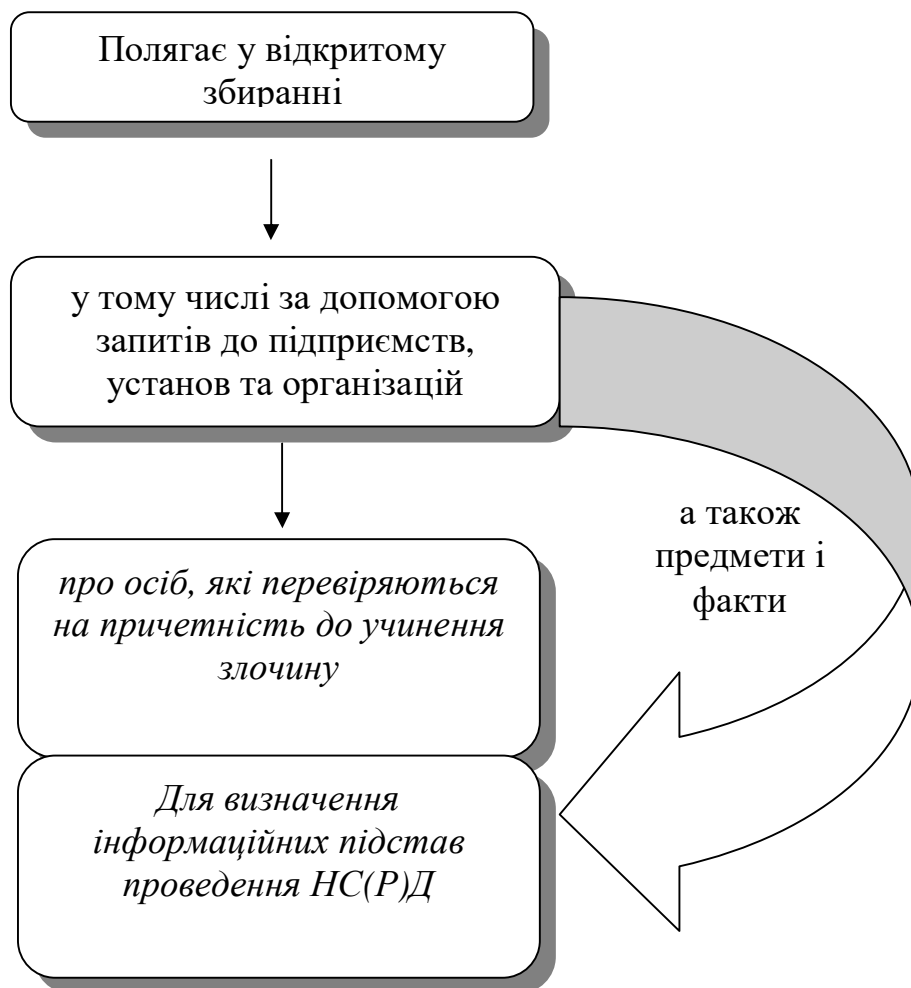 Полягає у відкритому
збиранні
у тому числі за допомогою
запитів до підприємств,
установ та організацій
а також
предмети і
факти
про осіб, які перевіряються
на причетність до учинення
злочину
Для визначення
інформаційних підстав
проведення НС(Р)Д